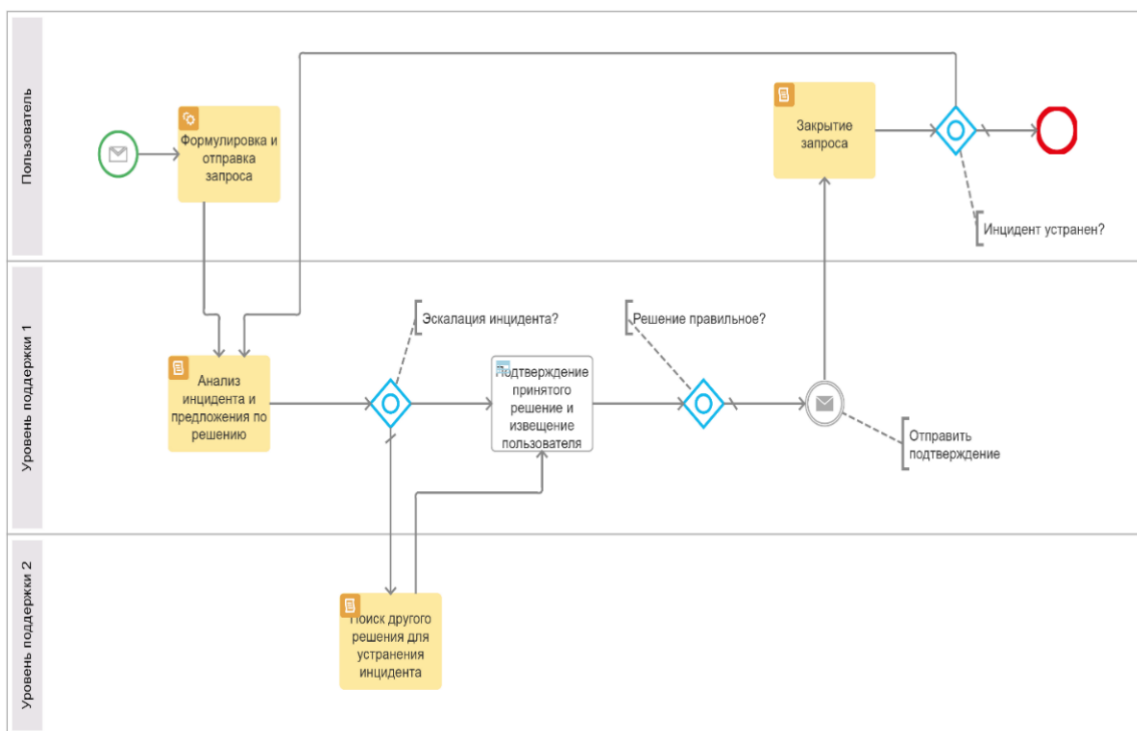 Пользователь
Формулировка и
отправка
запроса
Закрытие
запроса
Инцидент устранен?
Уровень поддержки 1
Эскалация инцидента?
Решение правильное?
Анализ
инцидента и
предложения по
решению
Подтверждение
принятого
решение и
извещение
пользователя
Отправить
подтверждение
Уровень поддержки 2
Поиск другого
решения для
устранения
инцидента